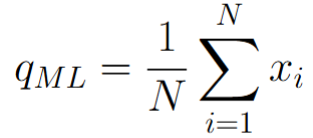 q_{ML} = \frac{1}{N} \sum_{i=1}^{N} x_i